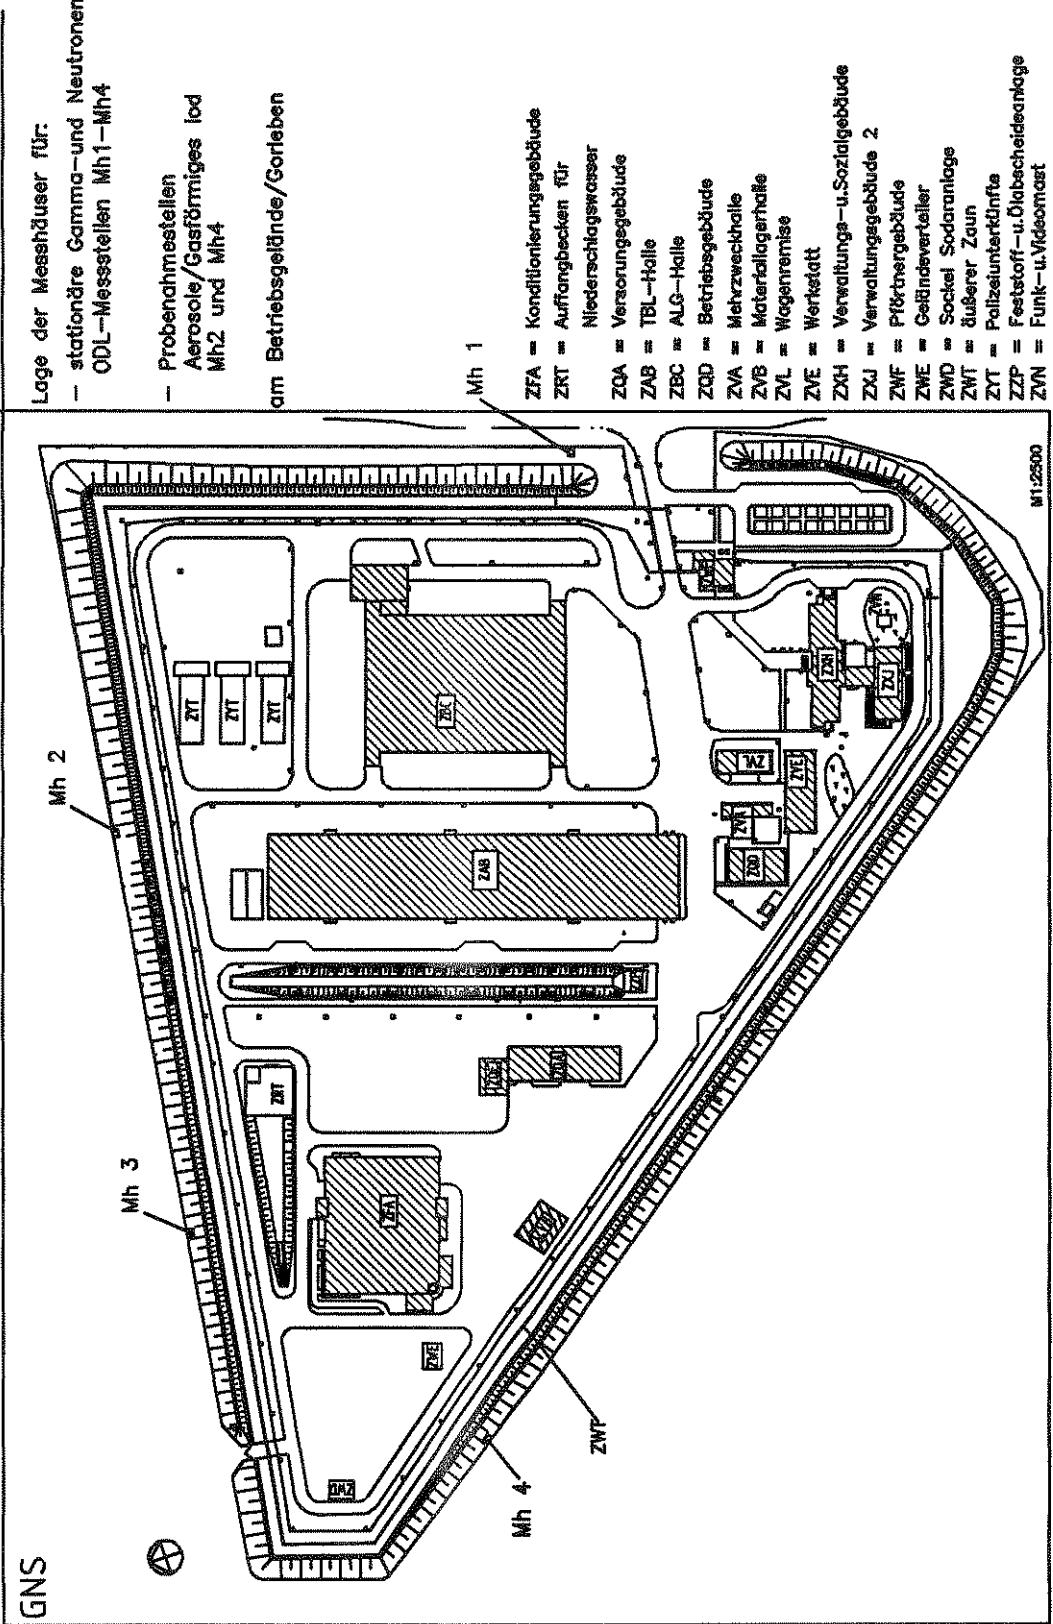 GNS
Lage der Messhäuser für:
– stationäre Gamma-und Neutronen
ODL-Messstellen Mh1-Mh4
– Probenahmestellen
Aerosole/Gasförmiges Iod
Mh2 und Mh4
am Betriebsgelände/Gorleben
Mh 1
Mh 2
Mh 3
Mh 4
ZWT
ZFA = Konditionierungsgebäude
ZRT = Auffangbecken für
Niederschlagswasser
ZQA = Versorungsgebäude
ZAB = TBL-Halle
ZBC = ALG-Halle
ZQD = Betriebsgebäude
ZVA = Mehrzweckhalle
ZVB = Materiallagerhalle
ZVL = Wagenremise
ZVE = Werkstatt
ZXH = Verwaltungs-u.Sozialgebäude
ZXJ = Verwaltungsgebäude 2
ZWF = Pförtnergebäude
ZWE = Geländeverteiler
ZWD = Sockel Sodaranlage
ZWT = äußerer Zaun
ZYT = Polizeiunterkünfte
ZZP = Feststoff-u.Ölabscheideanlage
ZVN = Funk-u.Videomast
ZYT
ZYT
ZYT
ZBC
ZAB
ZRT
ZFA
ZQA
ZWE
ZWD
ZVL
ZVE
ZVA
ZQD
ZXH
ZXJ
ZVN
M1:2500